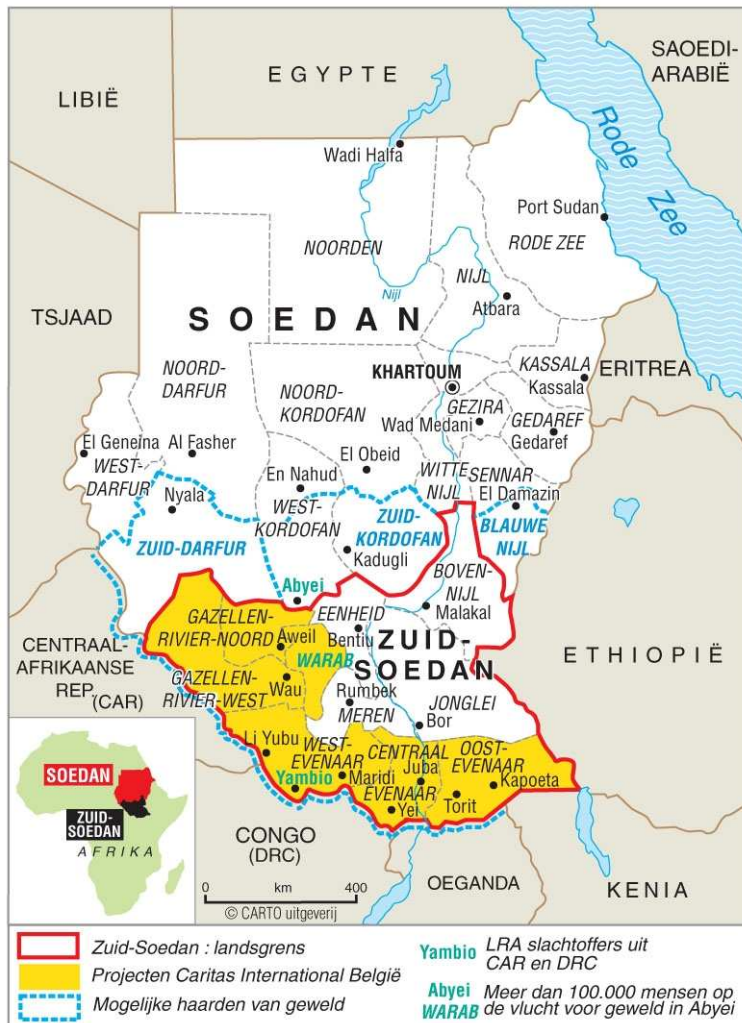 EGYPTE
SAOEDI-
ARABIË
LIBIË
Rode Zee
Wadi Halfa
Port Sudan
NOORDEN
RODE ZEE
Nijl
NIJL
Atbara
TSJAAD
SOEDAN
NOORD-
DARFUR
NOORD-
KORDOFAN
KHARTOUM
KASSALA
Kassala
ERITREA
GEZIRA
Wad Medani
GEDAREF
Gedaref
El Geneina
Al Fasher
El Obeid
WEST-
DARFUR
En Nahud
WITTE
NIJL
SENNAR
El Damazin
Nyala
WEST-
KORDOFAN
ZUID-
KORDOFAN
BLAUWE
NIJL
ZUID-DARFUR
Kadugli
BOVEN-
NIJL
Malakal
Abyei
GAZELLEN-
RIVIER-NOORD
Aweil
EENHEID
Bentiu
ZUID-
SOEDAN
WARAB
CENTRAAL-
AFRIKAANSE
REP.
(CAR)
ETHIOPIË
GAZELLEN-
RIVIER-WEST
Wau
Rumbek
MEREN
JONGLEI
Bor
Li Yubu
WEST-
EVENAAR
CENTRAAL
EVENAAR
OOST-
EVENAAR
Yambio
Maridi
Juba
Kapoeta
Yei
Torit
SOEDAN
ZUID-
SOEDAN
AFRIKA
CONGO
(DRC)
OEGANDA
KENIA
0 km 400
© CARTO uitgeverij
Zuid-Soedan : landsgrens
Projecten Caritas International België
Mogelijke haarden van geweld
Yambio LRA slachtoffers uit
CAR en DRC
Abyei Meer dan 100.000 mensen op
WARAB de vlucht voor geweld in Abyei